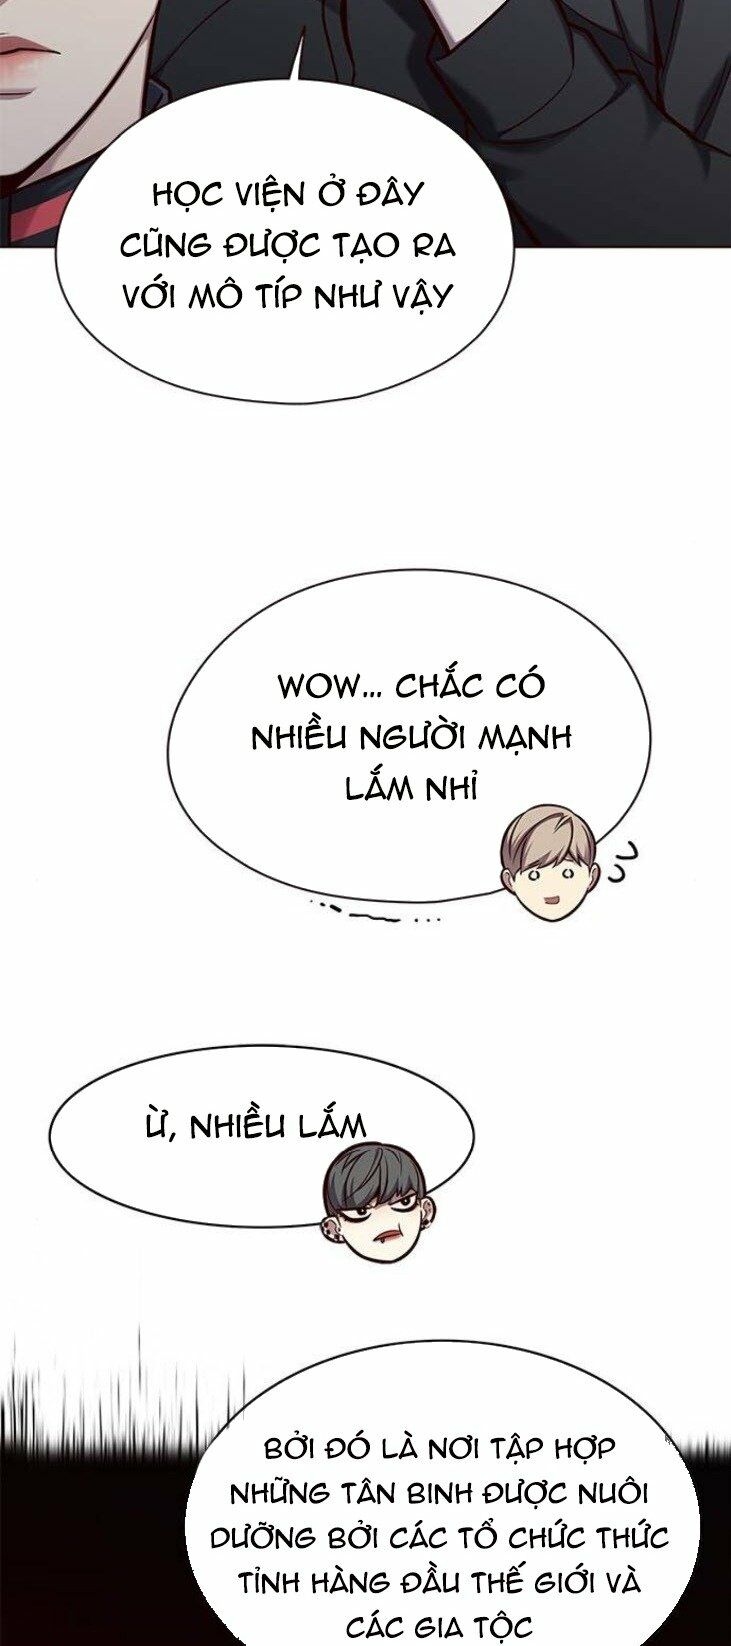 HỌC VIỆN Ở ĐÂY
CŨNG ĐƯỢC TẠO RA
VỚI MÔ TÍP NHƯ VẬY
WOW... CHẮC CÓ
NHIỀU NGƯỜI MẠNH
LẮM NHỈ
Ừ, NHIỀU LẮM
BỞI ĐÓ LÀ NƠI TẬP HỢP
NHỮNG TÂN BINH ĐƯỢC NUÔI
DƯỠNG BỞI CÁC TỔ CHỨC THỨC
TỈNH HÀNG ĐẦU THẾ GIỚI VÀ
CÁC GIA TỘC